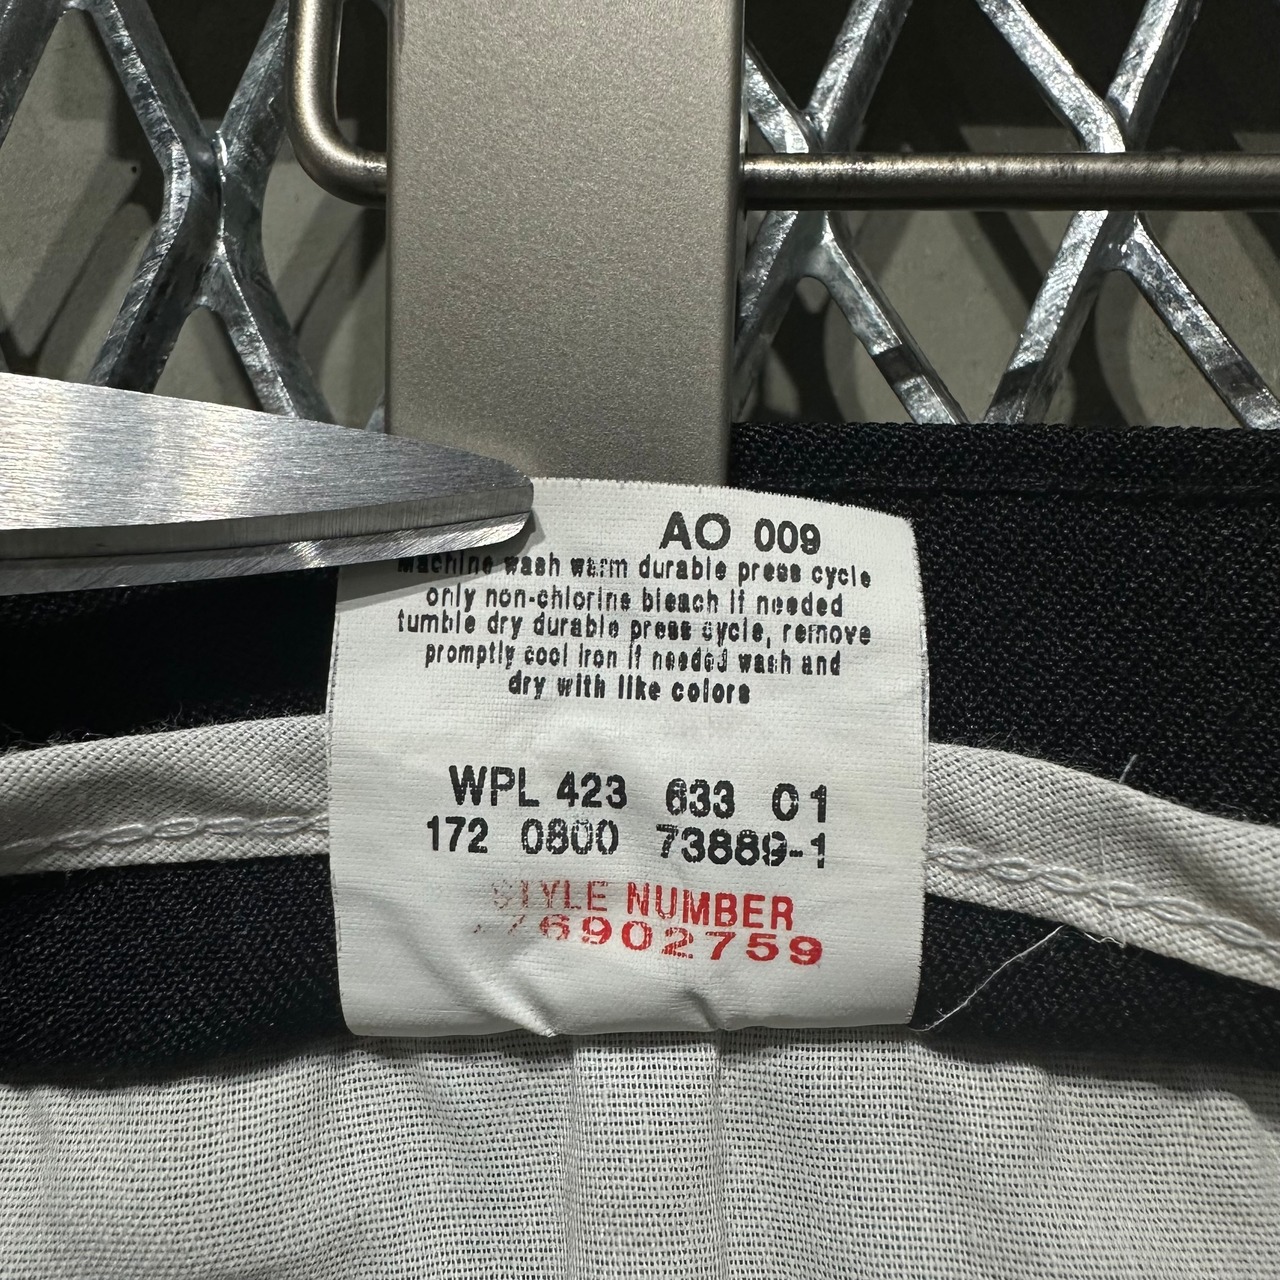 AO 009
Machine wash warm durable press cycle
only non-chlorine bleach if needed
tumble dry durable press cycle, remove
promptly cool iron if needed wash and
dry with like colors
WPL 423 633 01
172 0800 73889-1
STYLE NUMBER